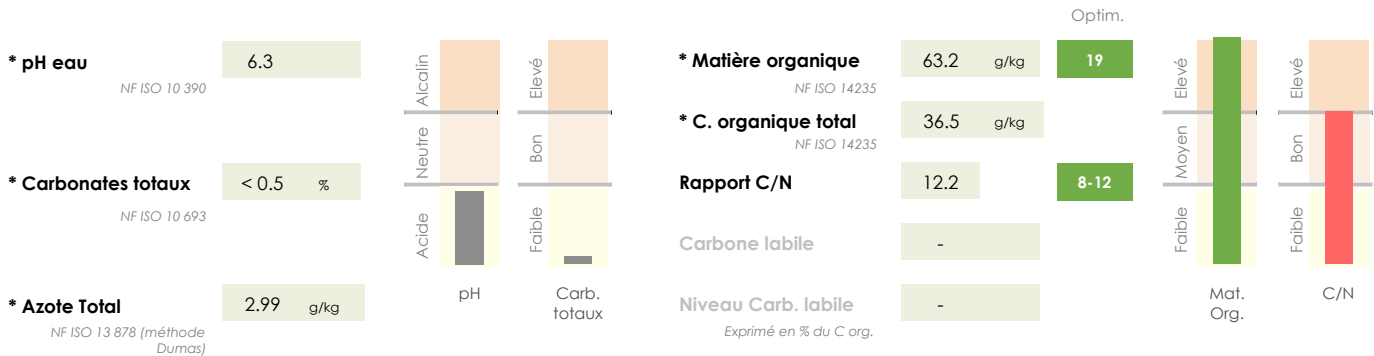 Optim.
* pH eau
6.3
NF ISO 10 390
* Carbonates totaux
< 0.5 %
NF ISO 10 693
* Azote Total
2.99 g/kg
NF ISO 13 878 (méthode
Dumas)
Alcalin
Neutre
Acide
pH
Elevé
Bon
Faible
Carb.
totaux
* Matière organique
63.2 g/kg
19
NF ISO 14235
* C. organique total
36.5 g/kg
NF ISO 14235
Rapport C/N
12.2
8-12
Carbone labile
-
Niveau Carb. labile
-
Exprimé en % du C org.
Elevé
Moyen
Faible
Mat.
Org.
Elevé
Bon
Faible
C/N